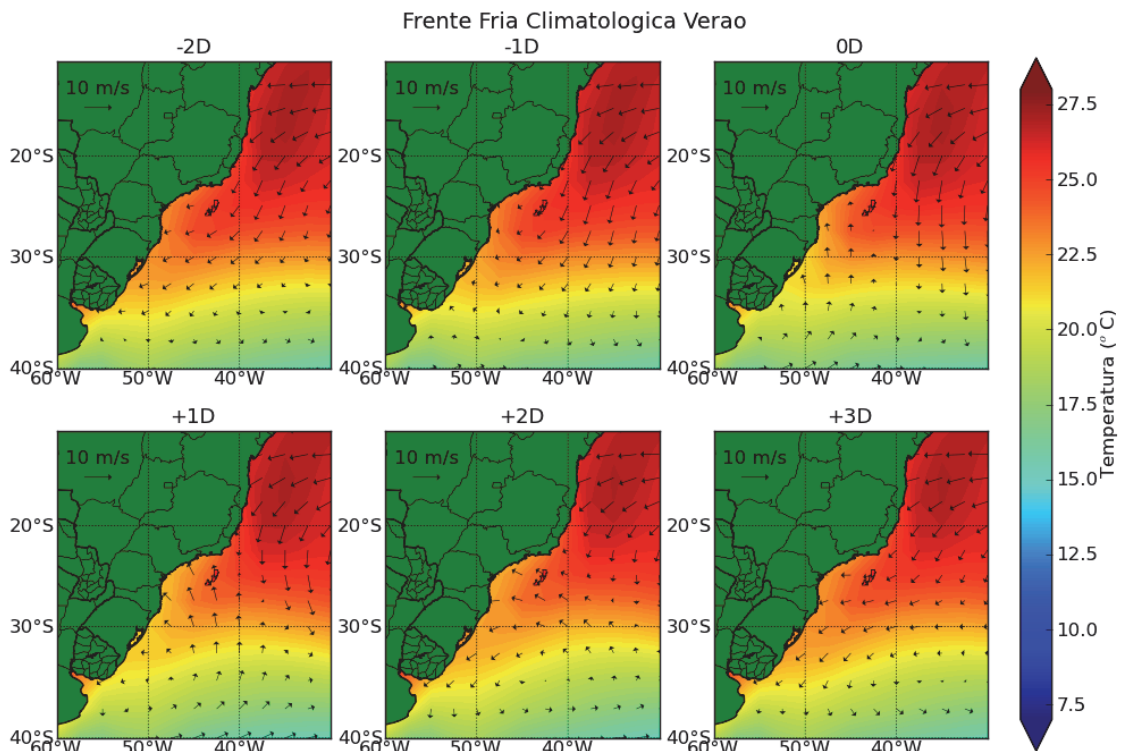 Frente Fria Climatologica Verao
-2D
-1D
0D
10 m/s
10 m/s
10 m/s
20°S
20°S
20°S
30°S
30°S
30°S
40°S
40°S
40°S
60°W 50°W 40°W
60°W 50°W 40°W
60°W 50°W 40°W
+1D
+2D
+3D
10 m/s
10 m/s
10 m/s
20°S
20°S
20°S
30°S
30°S
30°S
40°S
40°S
40°S
60°W 50°W 40°W
60°W 50°W 40°W
60°W 50°W 40°W
27.5
25.0
22.5
20.0
17.5
15.0
12.5
10.0
7.5
Temperatura (°C)